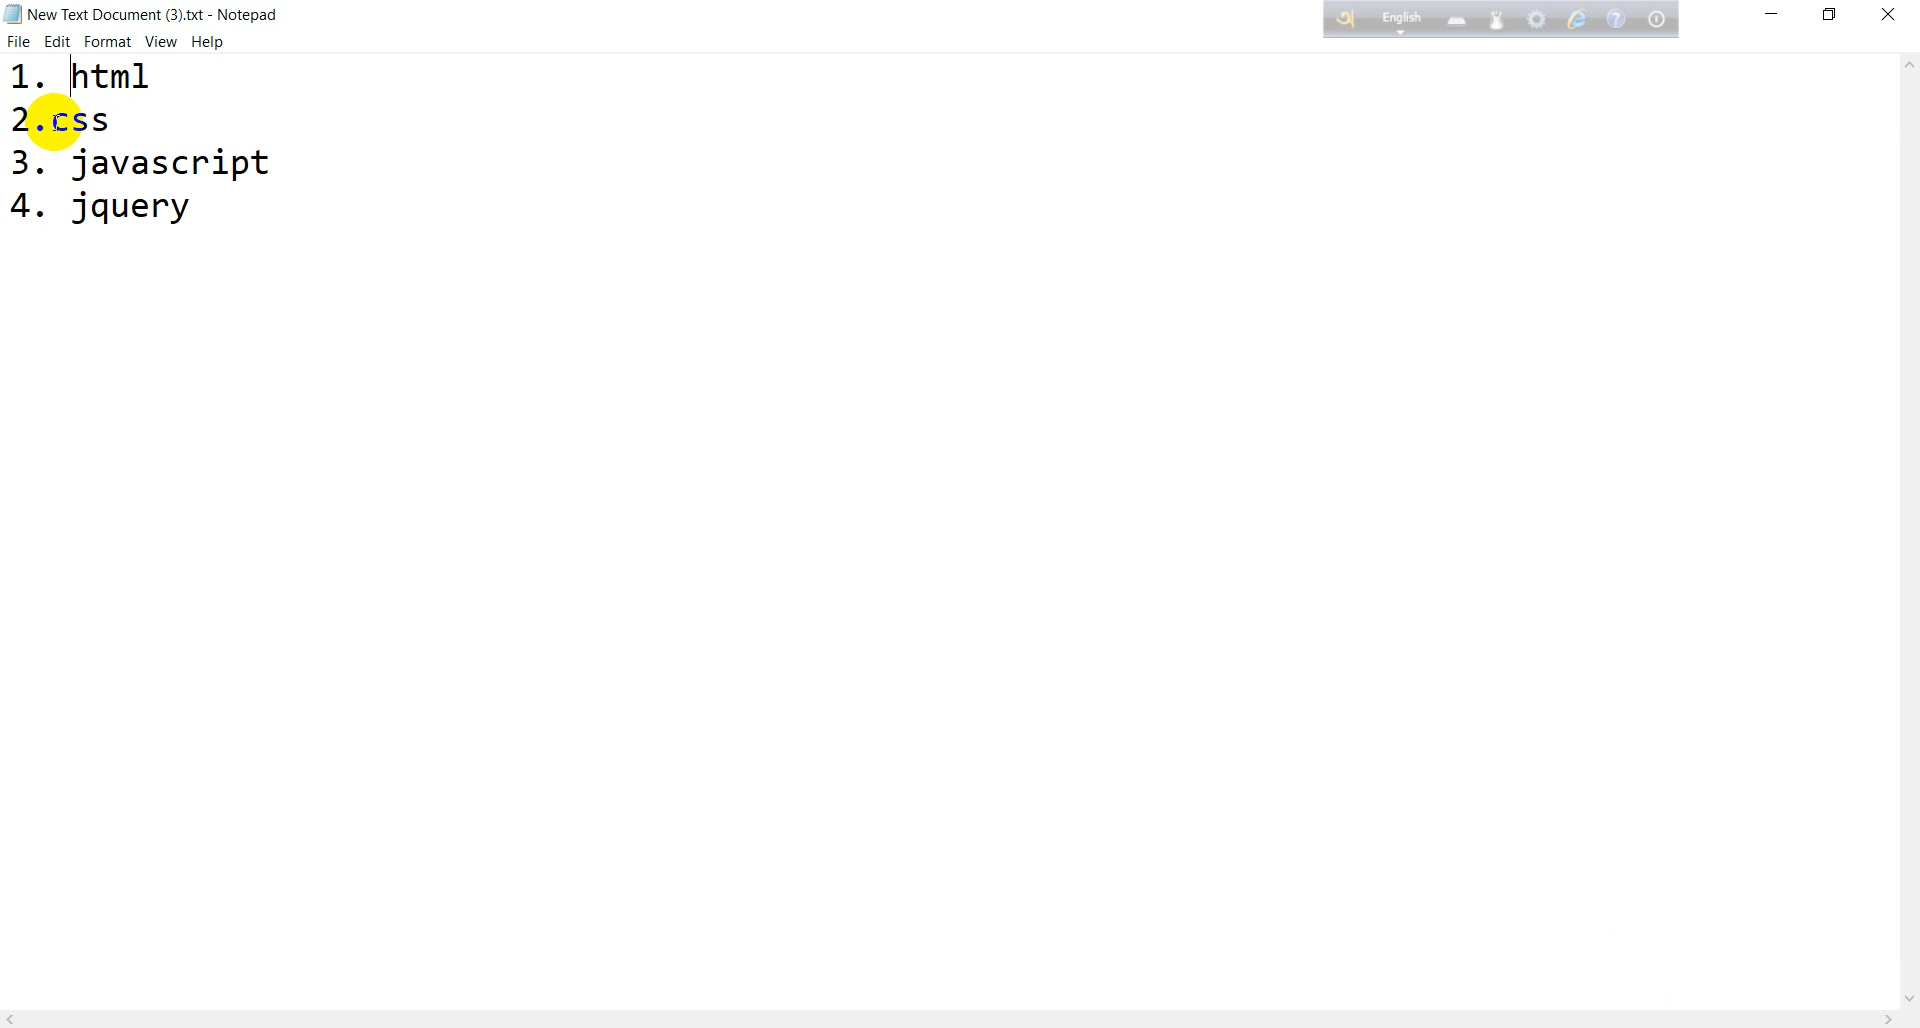 New Text Document (3).txt - Notepad
English
File Edit Format View Help
1. html
2.css
3. javascript
4. jquery